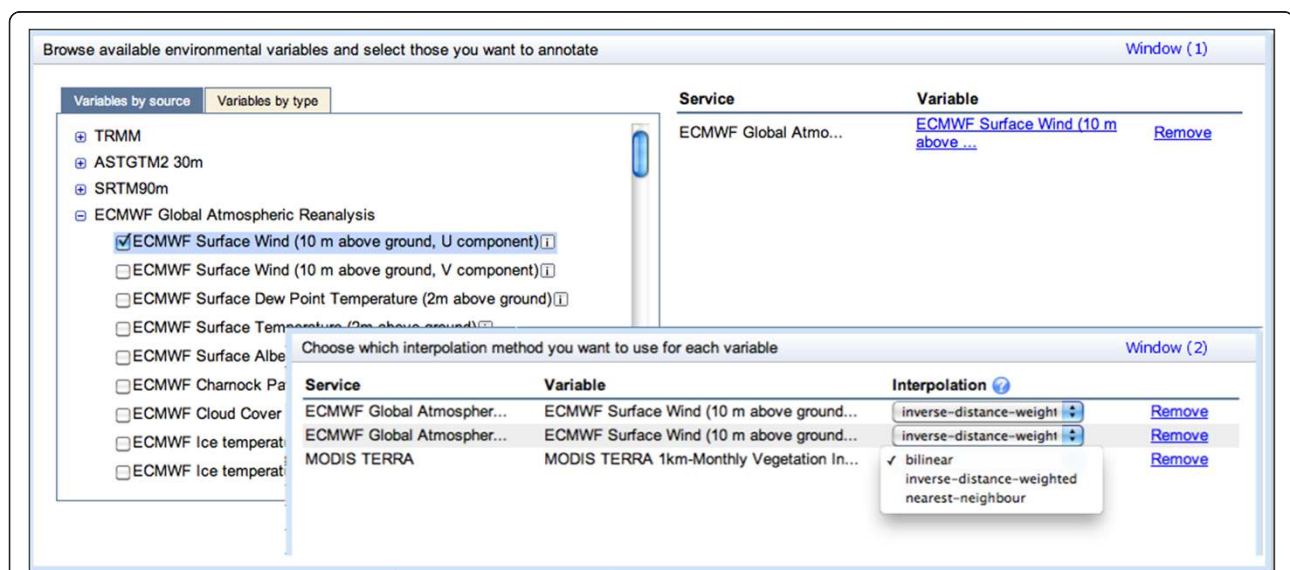 Browse available environmental variables and select those you want to annotate
Window (1)
Variables by source
Variables by type
TRMM
ASTGTM2 30m
SRTM90m
ECMWF Global Atmospheric Reanalysis
ECMWF Surface Wind (10 m above ground, U component)
ECMWF Surface Wind (10 m above ground, V component)
ECMWF Surface Dew Point Temperature (2m above ground)
ECMWF Surface Temperature (2m above ground)
ECMWF Surface Albe
ECMWF Charnock Pa
ECMWF Cloud Cover
ECMWF Ice temperat
ECMWF Ice temperat
Service Variable
ECMWF Global Atmo... ECMWF Surface Wind (10 m
above ... Remove
Choose which interpolation method you want to use for each variable
Window (2)
Service Variable Interpolation
ECMWF Global Atmospher... ECMWF Surface Wind (10 m above ground... inverse-distance-weight Remove
ECMWF Global Atmospher... ECMWF Surface Wind (10 m above ground... inverse-distance-weight Remove
MODIS TERRA MODIS TERRA 1km-Monthly Vegetation In... bilinear Remove
inverse-distance-weighted
nearest-neighbour